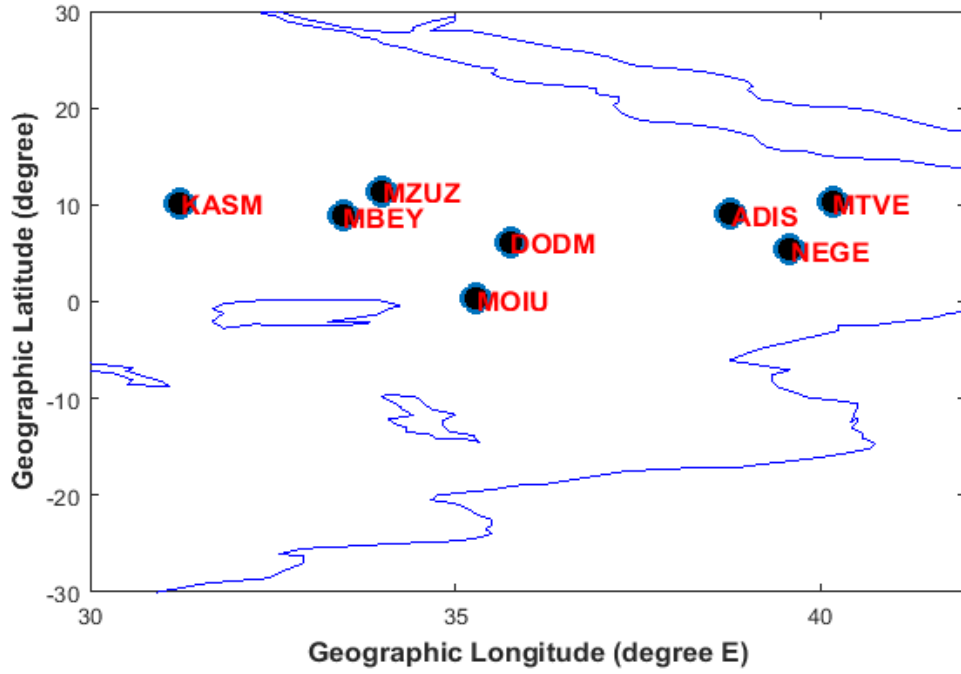 30
20
10
0
-10
-20
-30
Geographic Latitude (degree)
KASM
MZUZ
MBEY
DODM
MOIU
ADIS
MTVE
NEGE
30
35
40
Geographic Longitude (degree E)